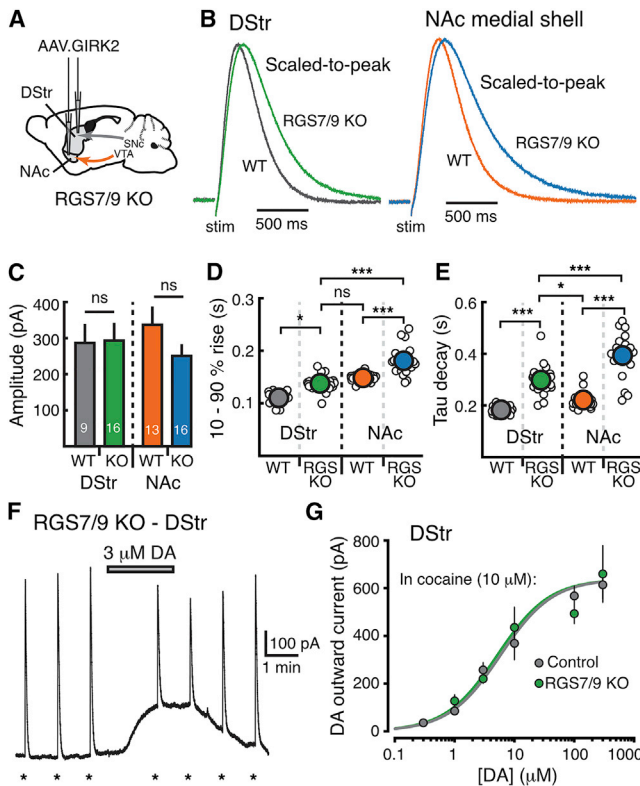 A
AAV.GIRK2
DStr
SNc
VTA
NAc
RGS7/9 KO
B
DStr
NAc medial shell
Scaled-to-peak
Scaled-to-peak
RGS7/9 KO
RGS7/9 KO
WT
WT
stim
500 ms
stim
500 ms
C
ns
ns
Amplitude (pA)
400
300
200
100
9
16
13
16
WT
KO
WT
KO
DStr
NAc
D
***
*
ns
***
10 - 90 % rise (s)
0.3
0.2
0.1
DStr
NAc
WT
RGS
KO
WT
RGS
KO
E
***
*
***
***
Tau decay (s)
0.6
0.4
0.2
DStr
NAc
WT
RGS
KO
WT
RGS
KO
F
RGS7/9 KO - DStr
3 μM DA
100 pA
1 min
* * * * * * *
G
DStr
In cocaine (10 μM):
DA outward current (pA)
800
600
400
200
0
Control
RGS7/9 KO
0.1 1 10 100 1000
[DA] (μM)